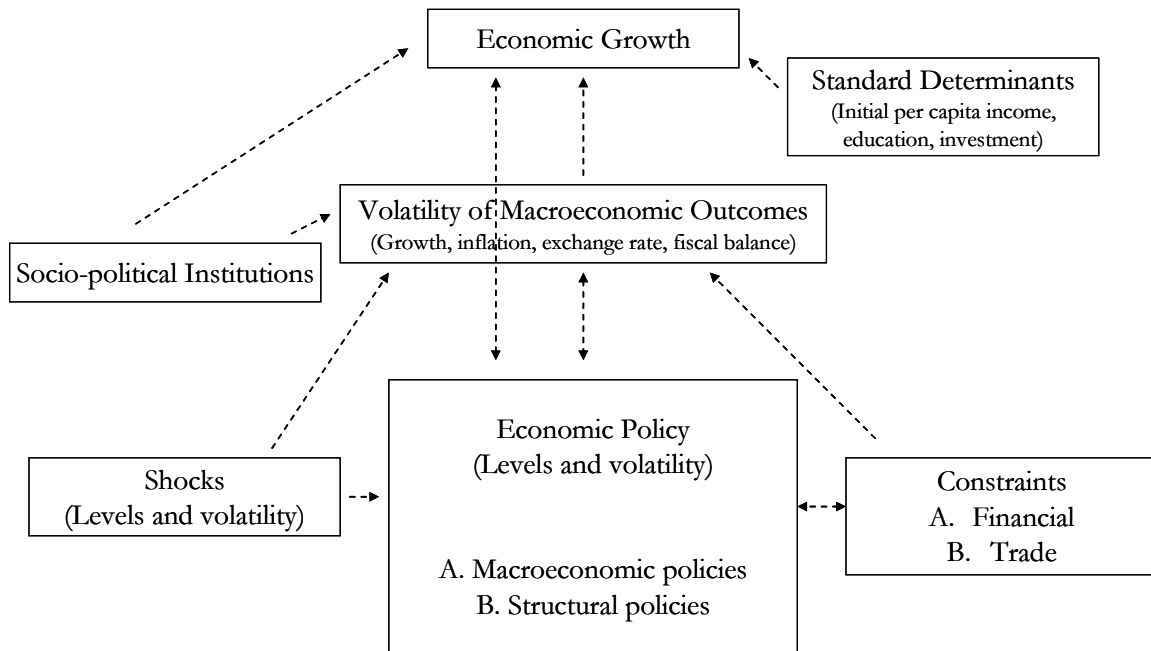 Economic Growth
Standard Determinants
(Initial per capita income,
education, investment)
Volatility of Macroeconomic Outcomes
(Growth, inflation, exchange rate, fiscal balance)
Socio-political Institutions
Economic Policy
(Levels and volatility)
Shocks
(Levels and volatility)
Constraints
A. Financial
B. Trade
A. Macroeconomic policies
B. Structural policies